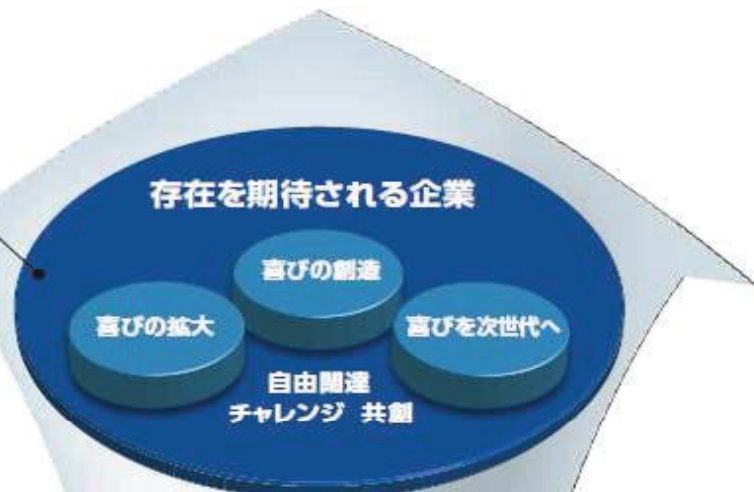 存在を期待される企業
喜びの創造
喜びの拡大
喜びを次世代へ
自由闊達
チャレンジ 共創